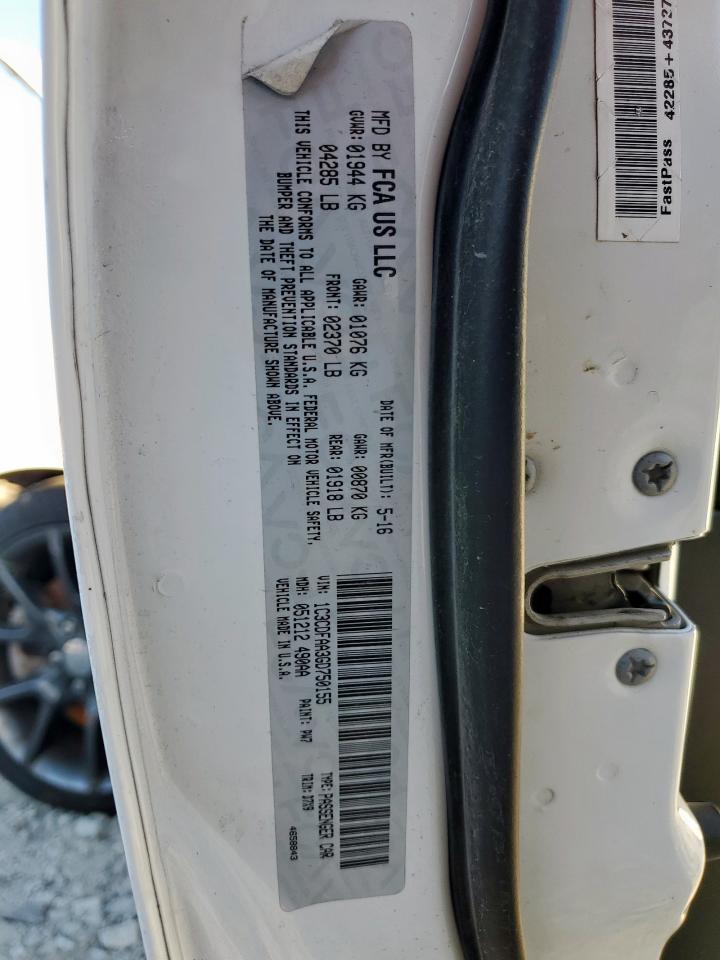 MFD BY FCA US LLC
DATE OF MFR(BUILT): 5-16
GVWR: 01944 KG
GAWR: 01076 KG
GAWR: 00870 KG
04285 LB
FRONT: 02370 LB
REAR: 01918 LB
THIS VEHICLE CONFORMS TO ALL APPLICABLE U.S.A. FEDERAL MOTOR VEHICLE SAFETY,
BUMPER AND THEFT PREVENTION STANDARDS IN EFFECT ON
THE DATE OF MANUFACTURE SHOWN ABOVE.
VIN: 1C3CDFAA3GD750155
TYPE: PASSENGER CAR
MDH: 051212 490AA
PAINT: PW7
TRIM: D7X9
VEHICLE MADE IN U.S.A.
4658843
42285+43727
FastPass